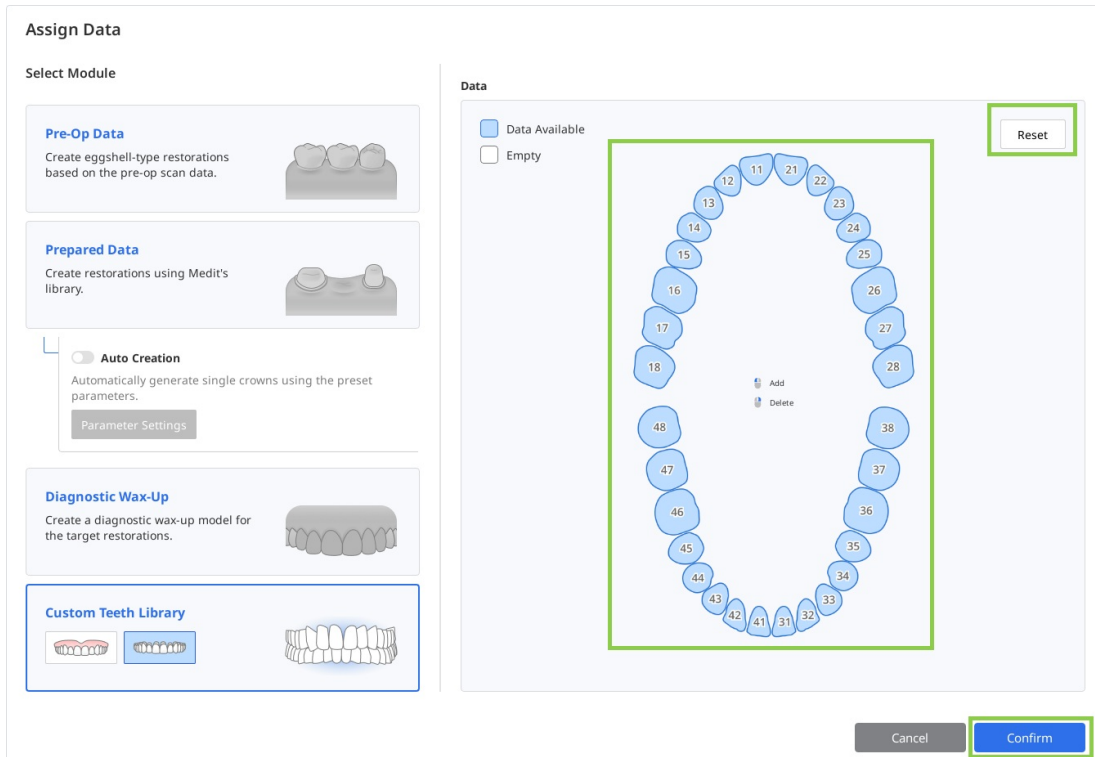 Assign Data
Select Module
Pre-Op Data
Create eggshell-type restorations
based on the pre-op scan data.
Prepared Data
Create restorations using Medit's
library.
Auto Creation
Automatically generate single crowns using the preset
parameters.
Parameter Settings
Diagnostic Wax-Up
Create a diagnostic wax-up model for
the target restorations.
Custom Teeth Library
Data
Data Available
Empty
Reset
11 21
12 22
13 23
14 24
15 25
16 26
17 27
18 28
Add
Delete
48 38
47 37
46 36
45 35
44 34
43 33
42 41 31 32
Cancel
Confirm